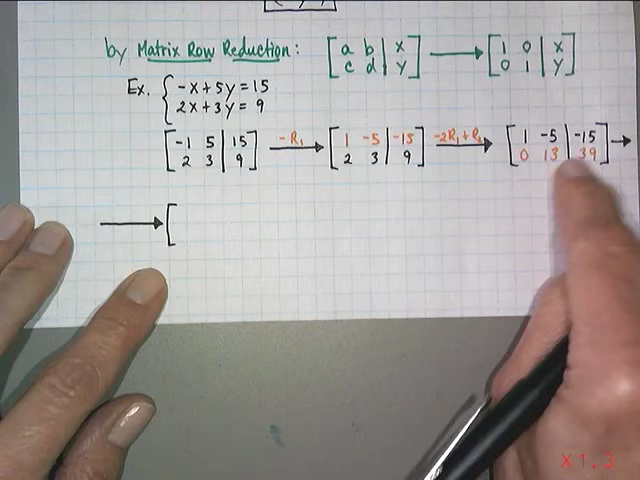 by Matrix Row Reduction: [a b | x ⟶ [1 0 | x
c d | y] 0 1 | y]
Ex. { -x + 5y = 15
2x + 3y = 9
[-1 5 | 15 -R₁⟶ [1 -5 | -15 -2R₁+R₂⟶ [1 -5 | -15 ⟶
2 3 | 9] 2 3 | 9] 0 13 | 39]
⟶ [
x1.3